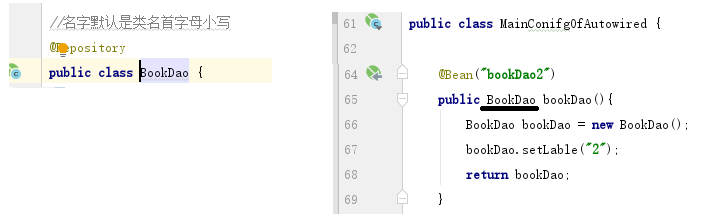 //名字默认是类名首字母小写
@Repository
public class BookDao {
61 public class MainConifgOfAutowired {
62
64 @Bean("bookDao2")
65 public BookDao bookDao(){
66 BookDao bookDao = new BookDao();
67 bookDao.setLable("2");
68 return bookDao;
69 }